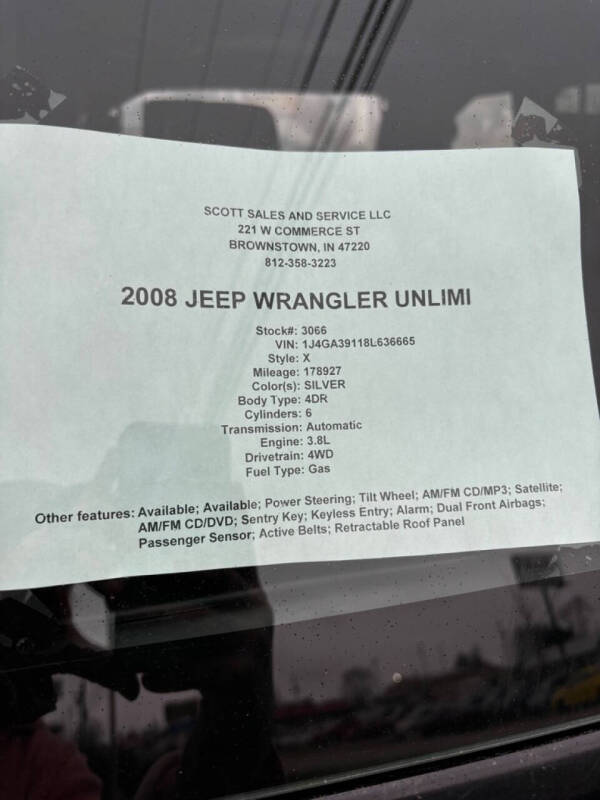 SCOTT SALES AND SERVICE LLC
221 W COMMERCE ST
BROWNSTOWN, IN 47220
812-358-3223
2008 JEEP WRANGLER UNLIMI
Stock#: 3066
VIN: 1J4GA39118L636665
Style: X
Mileage: 178927
Color(s): SILVER
Body Type: 4DR
Cylinders: 6
Transmission: Automatic
Engine: 3.8L
Drivetrain: 4WD
Fuel Type: Gas
Other features: Available; Available; Power Steering; Tilt Wheel; AM/FM CD/MP3; Satellite;
AM/FM CD/DVD; Sentry Key; Keyless Entry; Alarm; Dual Front Airbags;
Passenger Sensor; Active Belts; Retractable Roof Panel